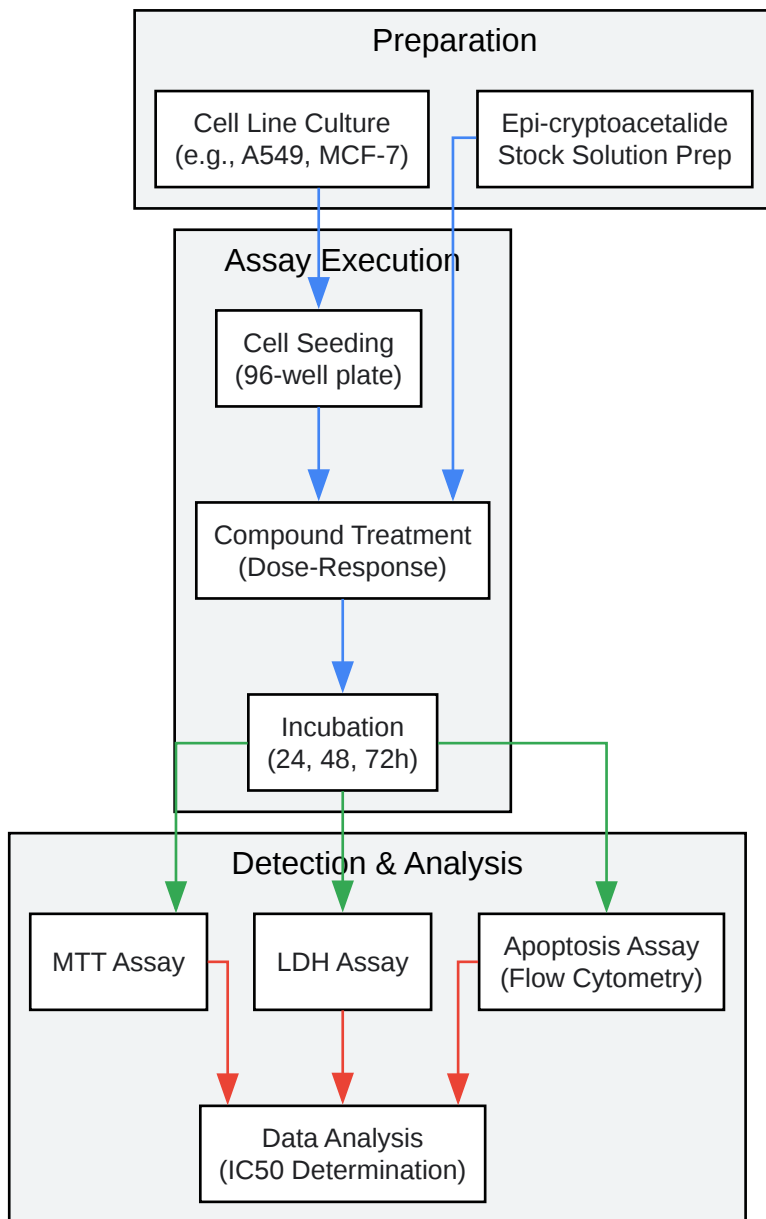 Preparation
Cell Line Culture
(e.g., A549, MCF-7)
Epi-cryptoacetalide
Stock Solution Prep
Assay Execution
Cell Seeding
(96-well plate)
Compound Treatment
(Dose-Response)
Incubation
(24, 48, 72h)
Detection & Analysis
MTT Assay
LDH Assay
Apoptosis Assay
(Flow Cytometry)
Data Analysis
(IC50 Determination)